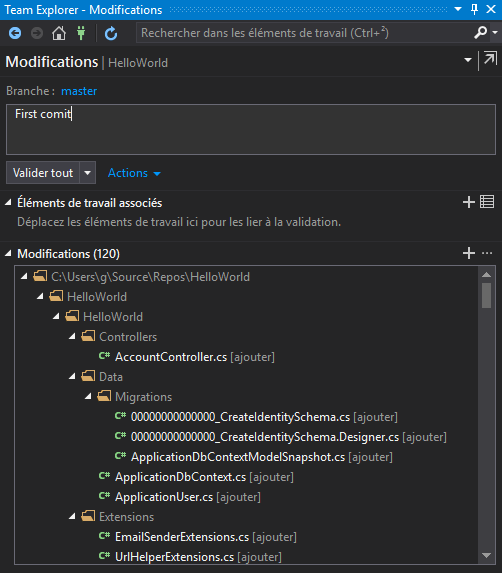 Team Explorer - Modifications
Rechercher dans les éléments de travail (Ctrl+²)
Modifications | HelloWorld
Branche : master
First comit
Valider tout Actions
Éléments de travail associés
Déplacez les éléments de travail ici pour les lier à la validation.
Modifications (120)
C:\Users\g\Source\Repos\HelloWorld
HelloWorld
HelloWorld
Controllers
C# AccountController.cs [ajouter]
Data
Migrations
C# 00000000000000_CreateIdentitySchema.cs [ajouter]
C# 00000000000000_CreateIdentitySchema.Designer.cs [ajouter]
C# ApplicationDbContextModelSnapshot.cs [ajouter]
C# ApplicationDbContext.cs [ajouter]
C# ApplicationUser.cs [ajouter]
Extensions
C# EmailSenderExtensions.cs [ajouter]
C# UrlHelperExtensions.cs [ajouter]